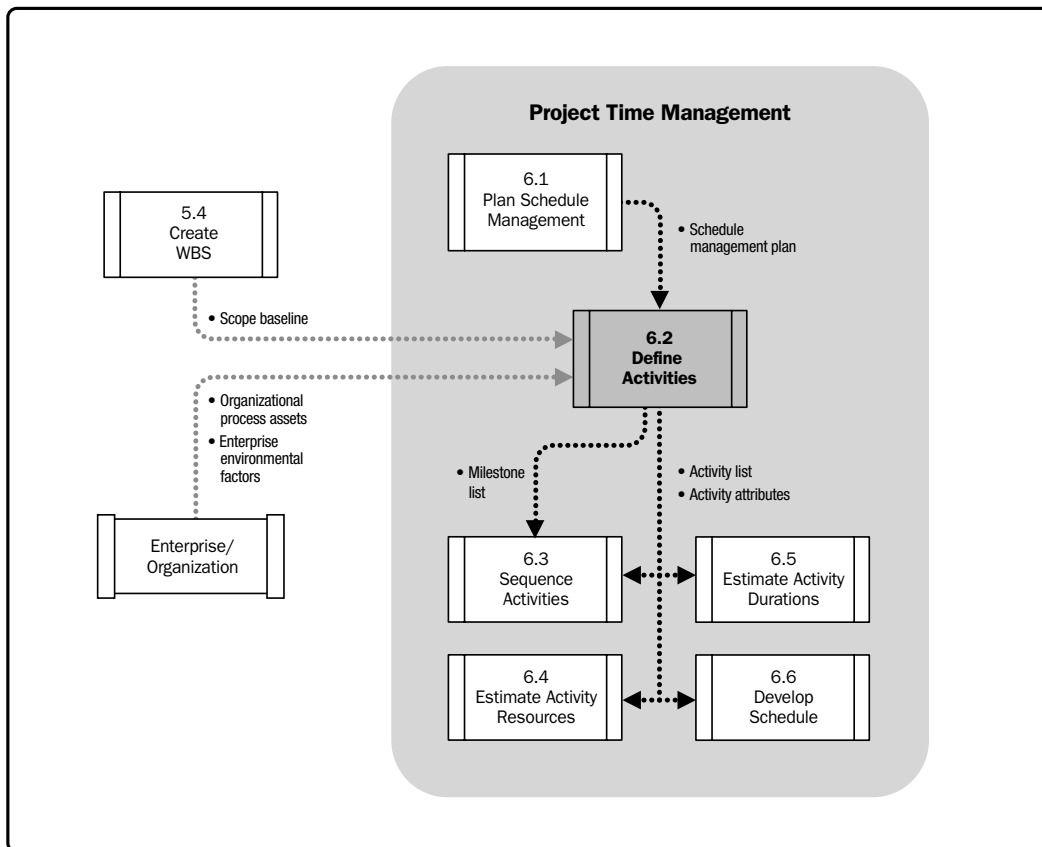 Project Time Management
6.1
Plan Schedule
Management
5.4
Create
WBS
• Schedule
management plan
• Scope baseline
6.2
Define
Activities
• Organizational
process assets
• Enterprise
environmental
factors
• Milestone
list
• Activity list
• Activity attributes
Enterprise/
Organization
6.3
Sequence
Activities
6.5
Estimate Activity
Durations
6.4
Estimate Activity
Resources
6.6
Develop
Schedule